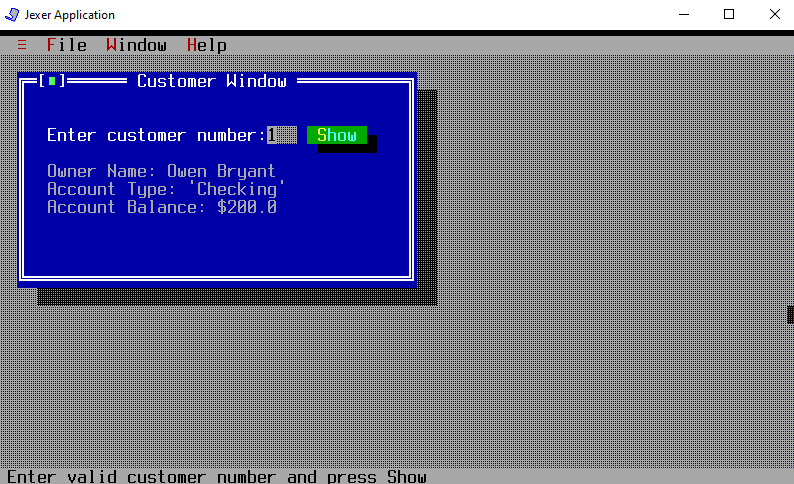 Jexer Application
≡ File Window Help
Customer Window
Enter customer number:1 Show
Owner Name: Owen Bryant
Account Type: 'Checking'
Account Balance: $200.0
Enter valid customer number and press Show